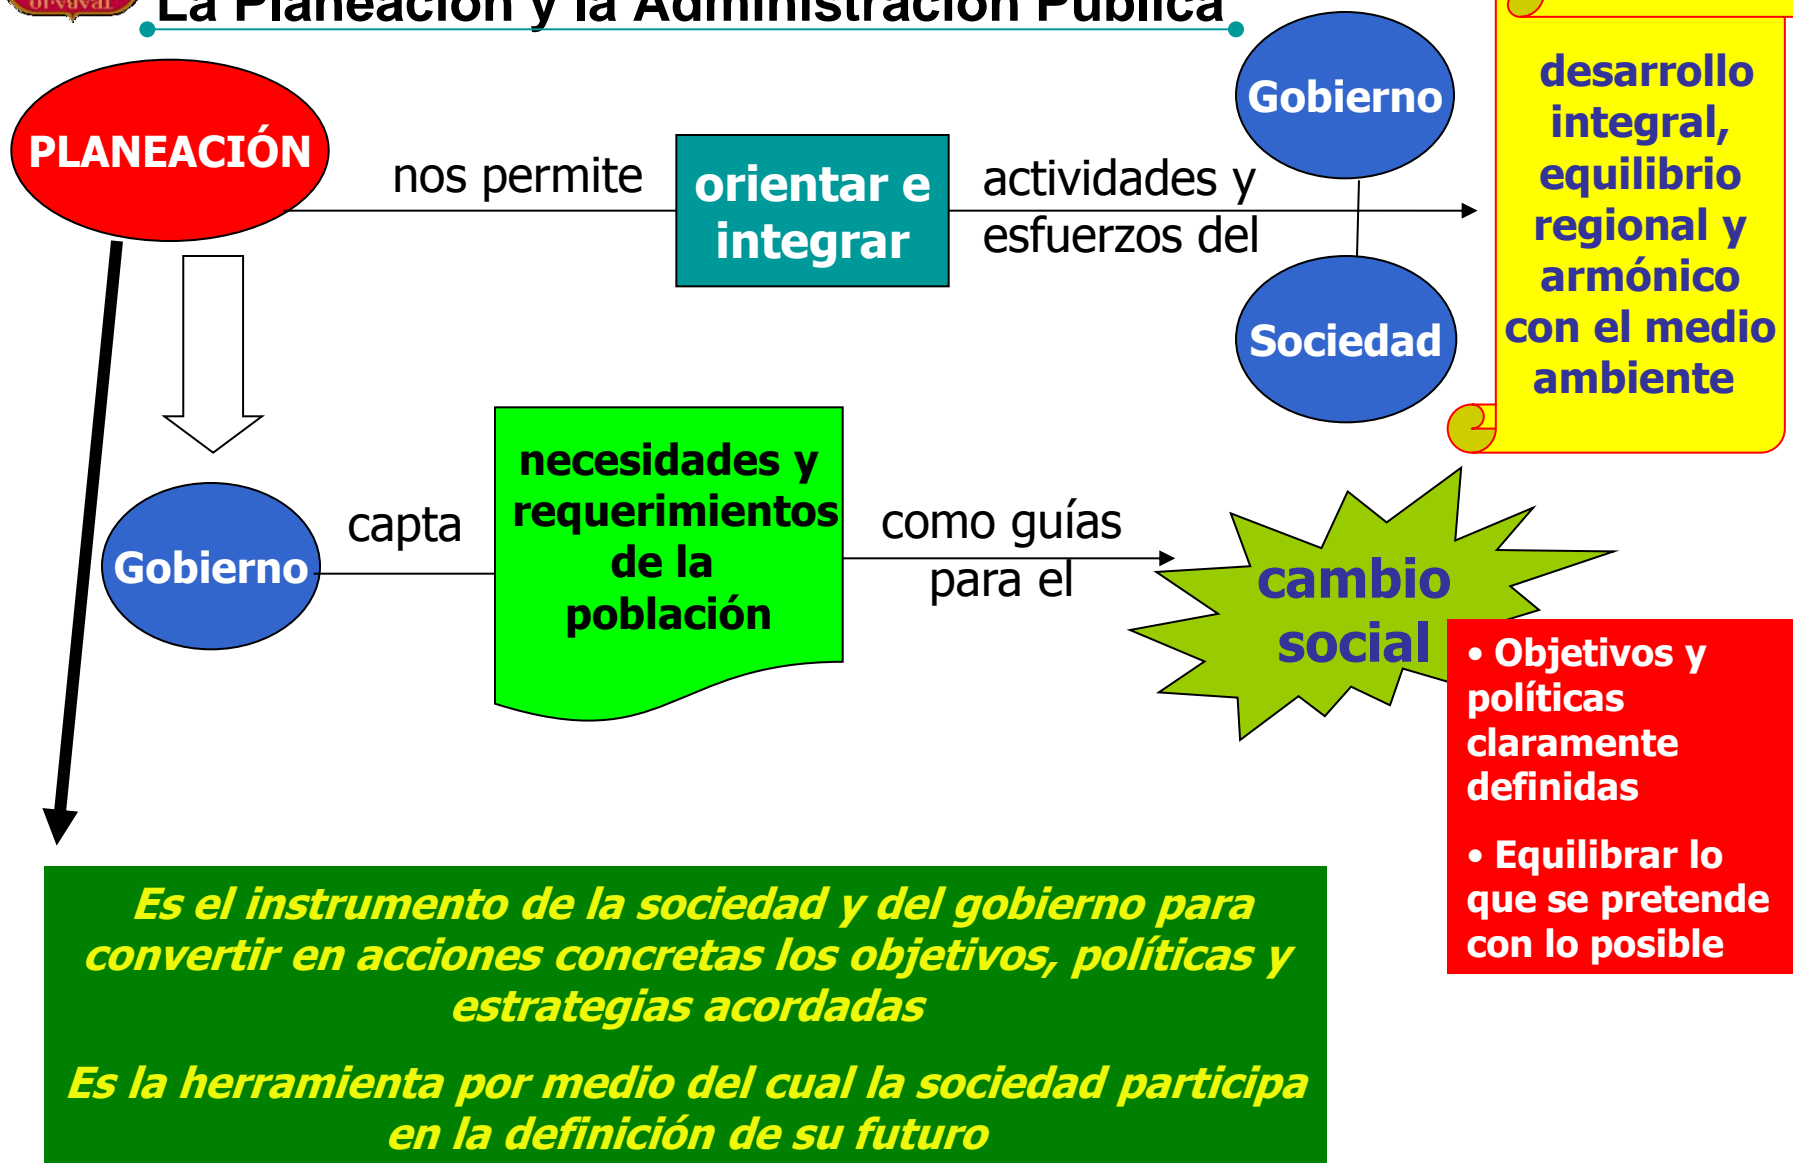 La Planeación y la Administración Pública
PLANEACIÓN
nos permite
orientar e
integrar
actividades y
esfuerzos del
Gobierno
Sociedad
desarrollo
integral,
equilibrio
regional y
armónico
con el medio
ambiente
Gobierno
capta
necesidades y
requerimientos
de la
población
como guías
para el
cambio
social
• Objetivos y
políticas
claramente
definidas
• Equilibrar lo
que se pretende
con lo posible
Es el instrumento de la sociedad y del gobierno para
convertir en acciones concretas los objetivos, políticas y
estrategias acordadas
Es la herramienta por medio del cual la sociedad participa
en la definición de su futuro